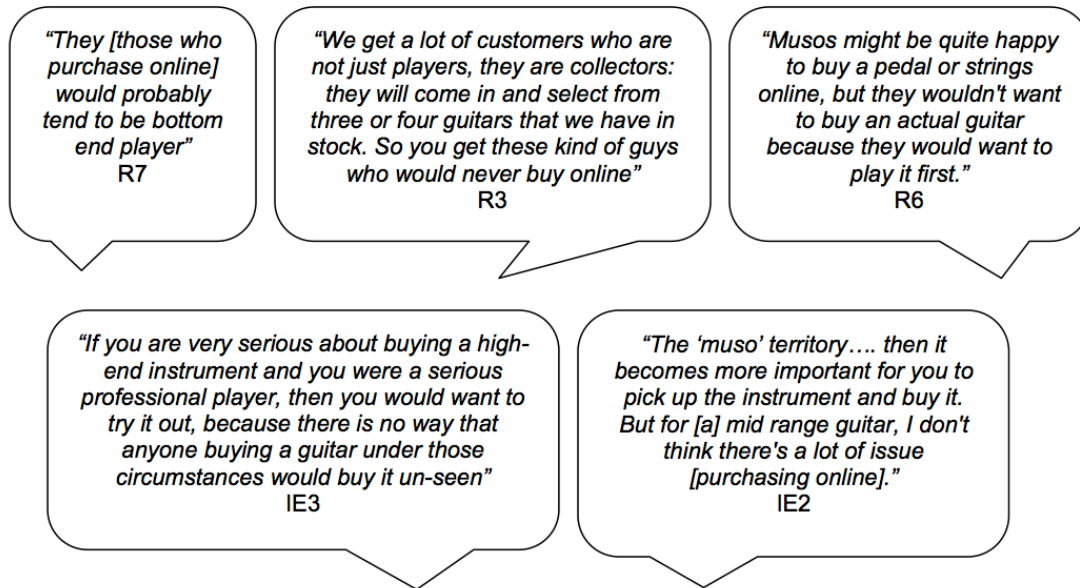 “They [those who
purchase online]
would probably
tend to be bottom
end player”
R7
“We get a lot of customers who are
not just players, they are collectors:
they will come in and select from
three or four guitars that we have in
stock. So you get these kind of guys
who would never buy online”
R3
“Musos might be quite happy
to buy a pedal or strings
online, but they wouldn't want
to buy an actual guitar
because they would want to
play it first.”
R6
“If you are very serious about buying a high-
end instrument and you were a serious
professional player, then you would want to
try it out, because there is no way that
anyone buying a guitar under those
circumstances would buy it un-seen”
IE3
“The ‘muso’ territory…. then it
becomes more important for you to
pick up the instrument and buy it.
But for [a] mid range guitar, I don't
think there's a lot of issue
[purchasing online].”
IE2